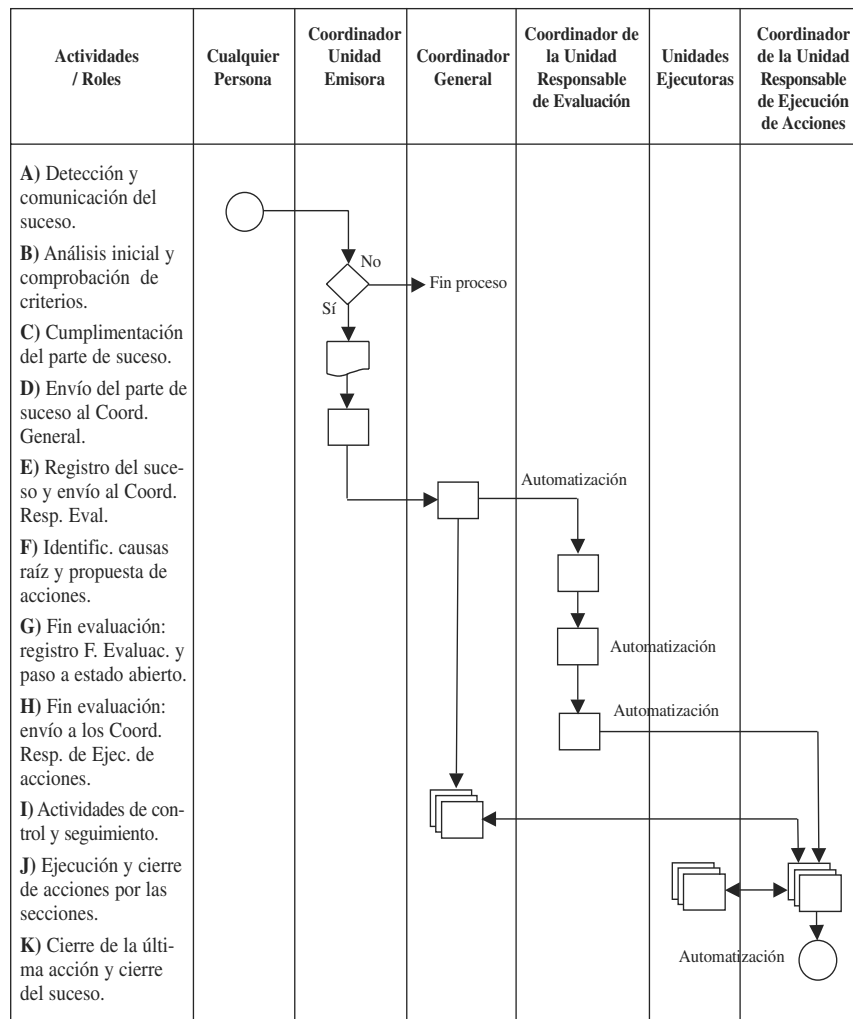 Actividades
/ Roles
Cualquier
Persona
Coordinador
Unidad
Emisora
Coordinador
General
Coordinador de
la Unidad
Responsable
de Evaluación
Unidades
Ejecutoras
Coordinador
de la Unidad
Responsable
de Ejecución
de Acciones
A) Detección y
comunicación del
suceso.
B) Análisis inicial y
comprobación de
criterios.
C) Cumplimentación
del parte de suceso.
D) Envío del parte de
suceso al Coord.
General.
E) Registro del suce-
so y envío al Coord.
Resp. Eval.
F) Identific. causas
raíz y propuesta de
acciones.
G) Fin evaluación:
registro F. Evaluac. y
paso a estado abierto.
H) Fin evaluación:
envío a los Coord.
Resp. de Ejec. de
acciones.
I) Actividades de con-
trol y seguimiento.
J) Ejecución y cierre
de acciones por las
secciones.
K) Cierre de la últi-
ma acción y cierre
del suceso.
No
Fin proceso
Sí
Automatización
Automatización
Automatización
Automatización